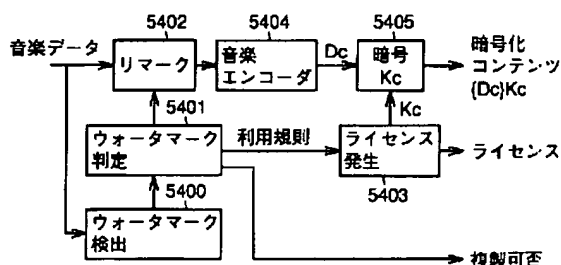 5402
5404
5405
音楽データ
リマーク
音楽
エンコーダ
Dc
暗号
Kc
暗号化
コンテンツ
{Dc}Kc
5401
Kc
ウォータマーク
判定
利用規則
ライセンス
発生
ライセンス
5400
5403
ウォータマーク
検出
複製可否